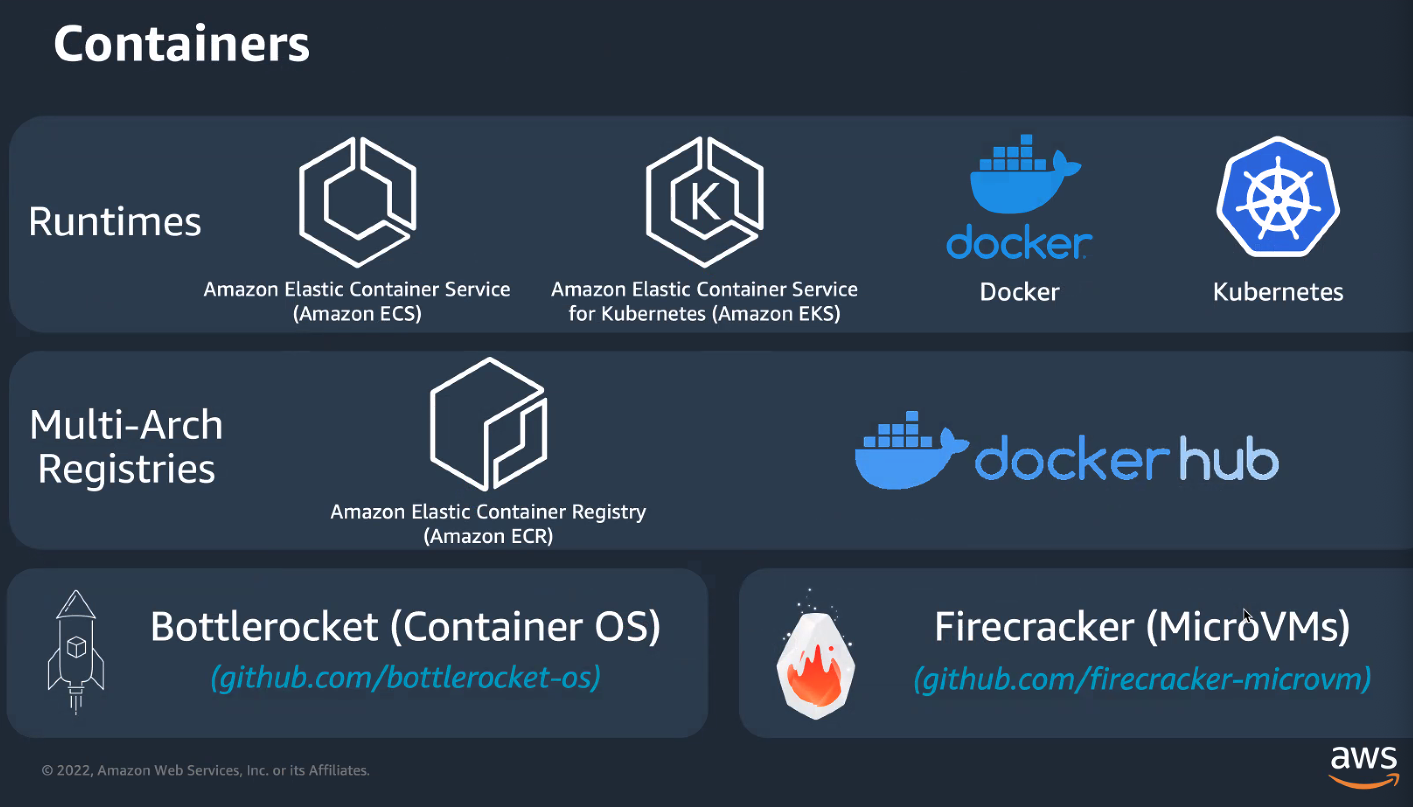 Containers
Runtimes
Amazon Elastic Container Service
(Amazon ECS)
K
Amazon Elastic Container Service
for Kubernetes (Amazon EKS)
docker
Docker
Kubernetes
Multi-Arch
Registries
Amazon Elastic Container Registry
(Amazon ECR)
docker hub
Bottlerocket (Container OS)
(github.com/bottlerocket-os)
Firecracker (MicroVMs)
(github.com/firecracker-microvm)
© 2022, Amazon Web Services, Inc. or its Affiliates.
aws